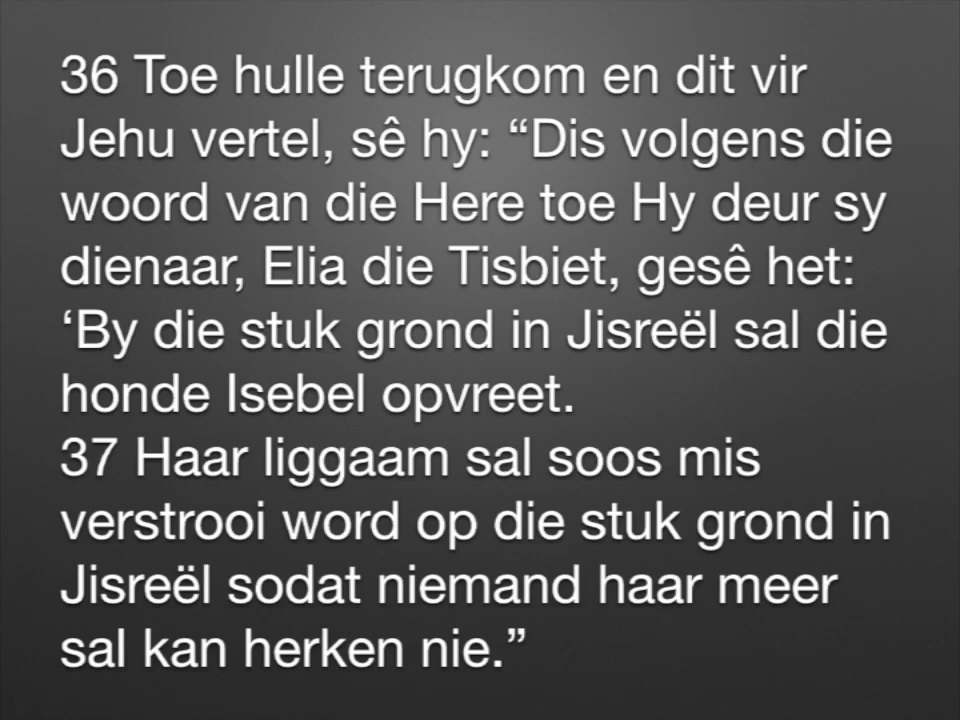 36 Toe hulle terugkom en dit vir
Jehu vertel, sê hy: “Dis volgens die
woord van die Here toe Hy deur sy
dienaar, Elia die Tisbiet, gesê het:
‘By die stuk grond in Jisreël sal die
honde Isebel opvreet.
37 Haar liggaam sal soos mis
verstrooi word op die stuk grond in
Jisreël sodat niemand haar meer
sal kan herken nie.”